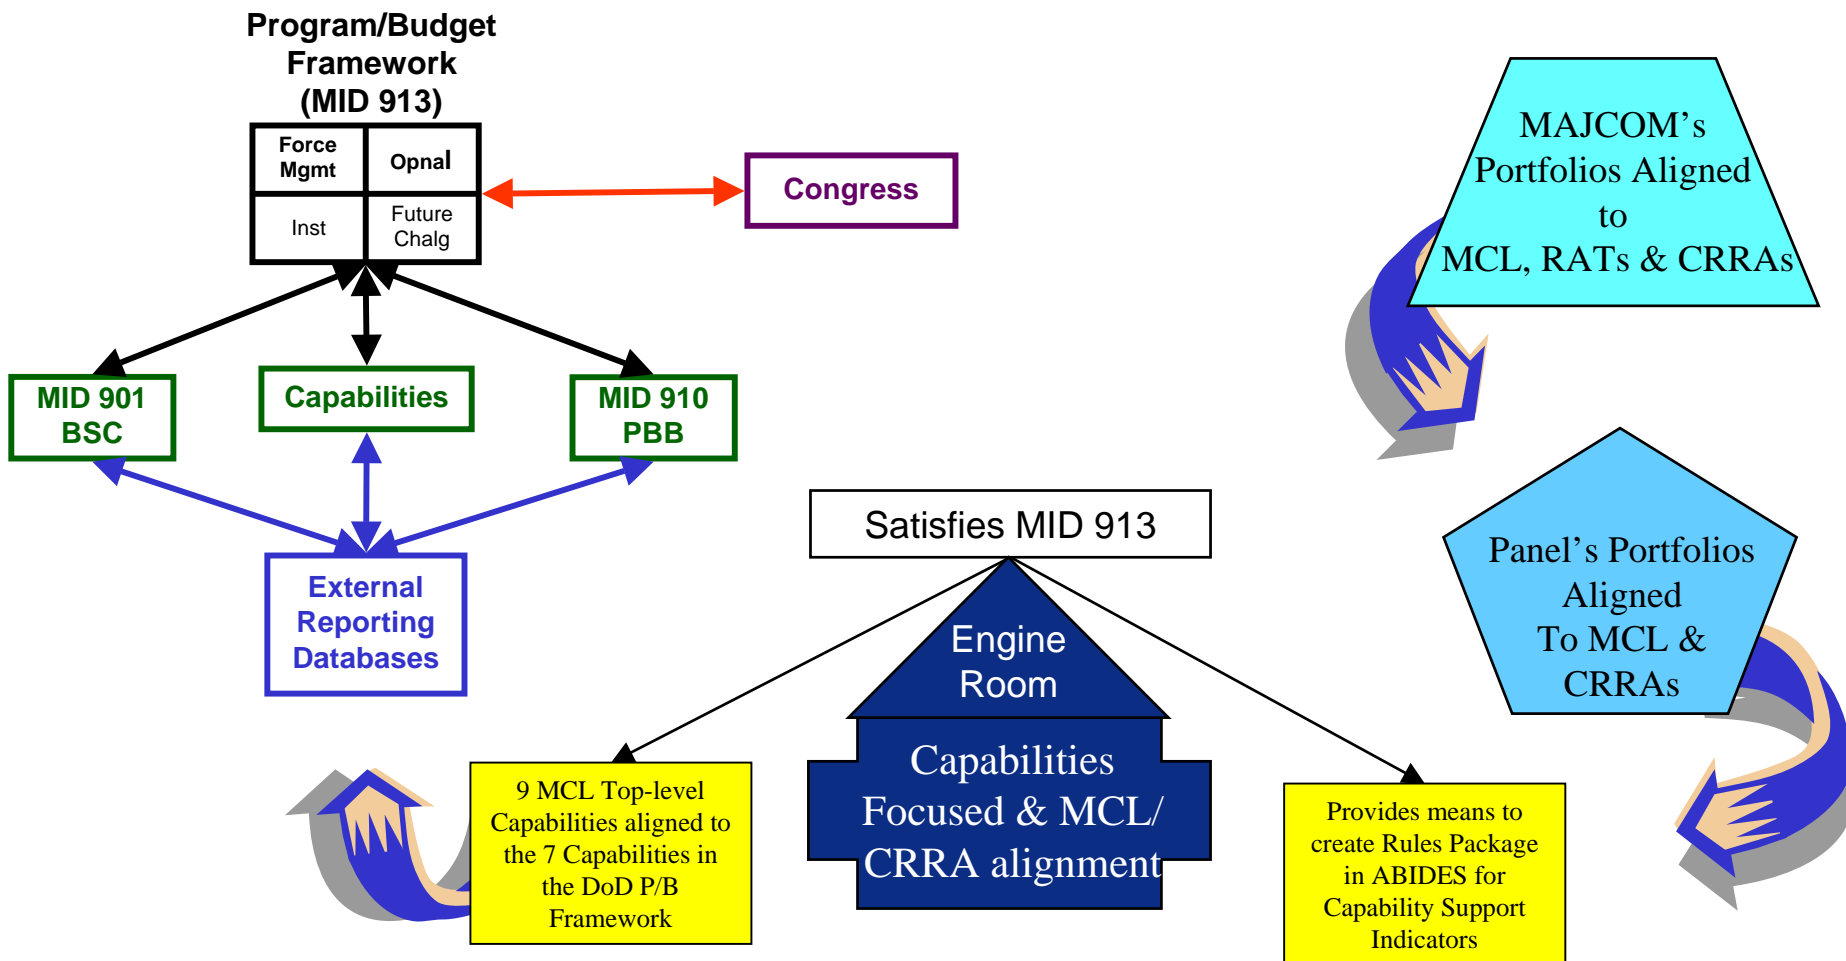 Program/Budget
Framework
(MID 913)
Force
Mgmt
Opnal
Inst
Future
Chalg
Congress
MID 901
BSC
Capabilities
MID 910
PBB
External
Reporting
Databases
MAJCOM’s
Portfolios Aligned
to
MCL, RATs & CRRAs
Panel’s Portfolios
Aligned
To MCL &
CRRAs
Satisfies MID 913
Engine
Room
Capabilities
Focused & MCL/
CRRA alignment
9 MCL Top-level
Capabilities aligned to
the 7 Capabilities in
the DoD P/B
Framework
Provides means to
create Rules Package
in ABIDES for
Capability Support
Indicators